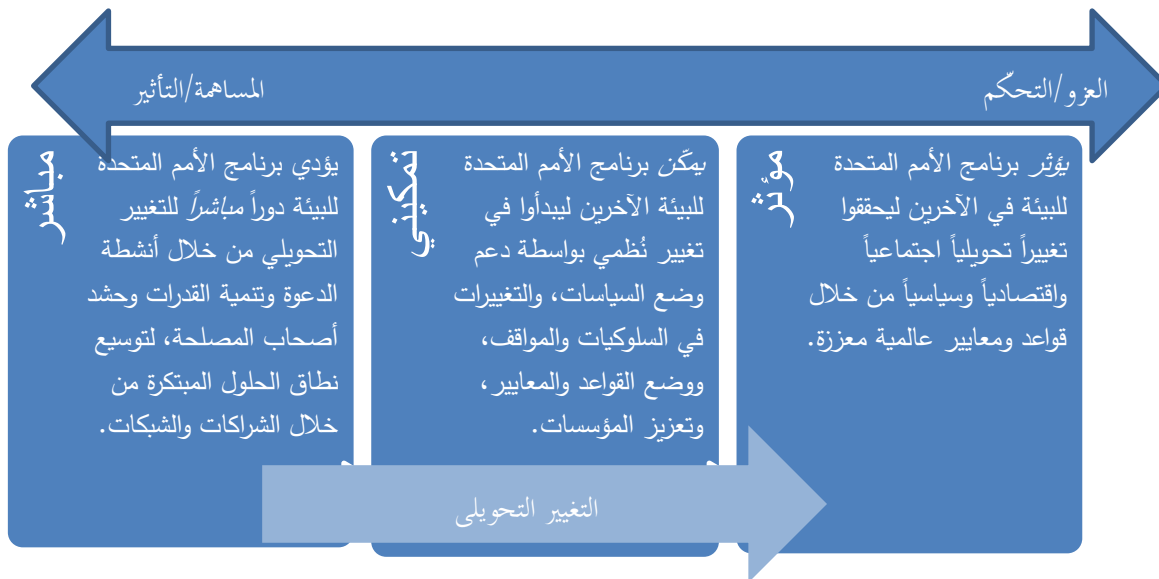 العزو/التحكّم
المساهمة/التأثير
مؤثر
يؤثر برنامج الأمم المتحدة
للبيئة في الآخرين ليحققوا
تغييراً تحويلياً اجتماعياً
واقتصادياً وسياسياً من خلال
قواعد ومعايير عالمية معززة.
تمكيني
يمكّن برنامج الأمم المتحدة
للبيئة الآخرين ليبدأوا في
تغيير نُظمي بواسطة دعم
وضع السياسات، والتغييرات
في السلوكيات والمواقف،
ووضع القواعد والمعايير،
وتعزيز المؤسسات.
مباشر
يؤدي برنامج الأمم المتحدة
للبيئة دوراً مباشراً للتغيير
التحويلي من خلال أنشطة
الدعوة وتنمية القدرات وحشد
أصحاب المصلحة، لتوسيع
نطاق الحلول المبتكرة من
خلال الشراكات والشبكات.
التغيير التحويلى